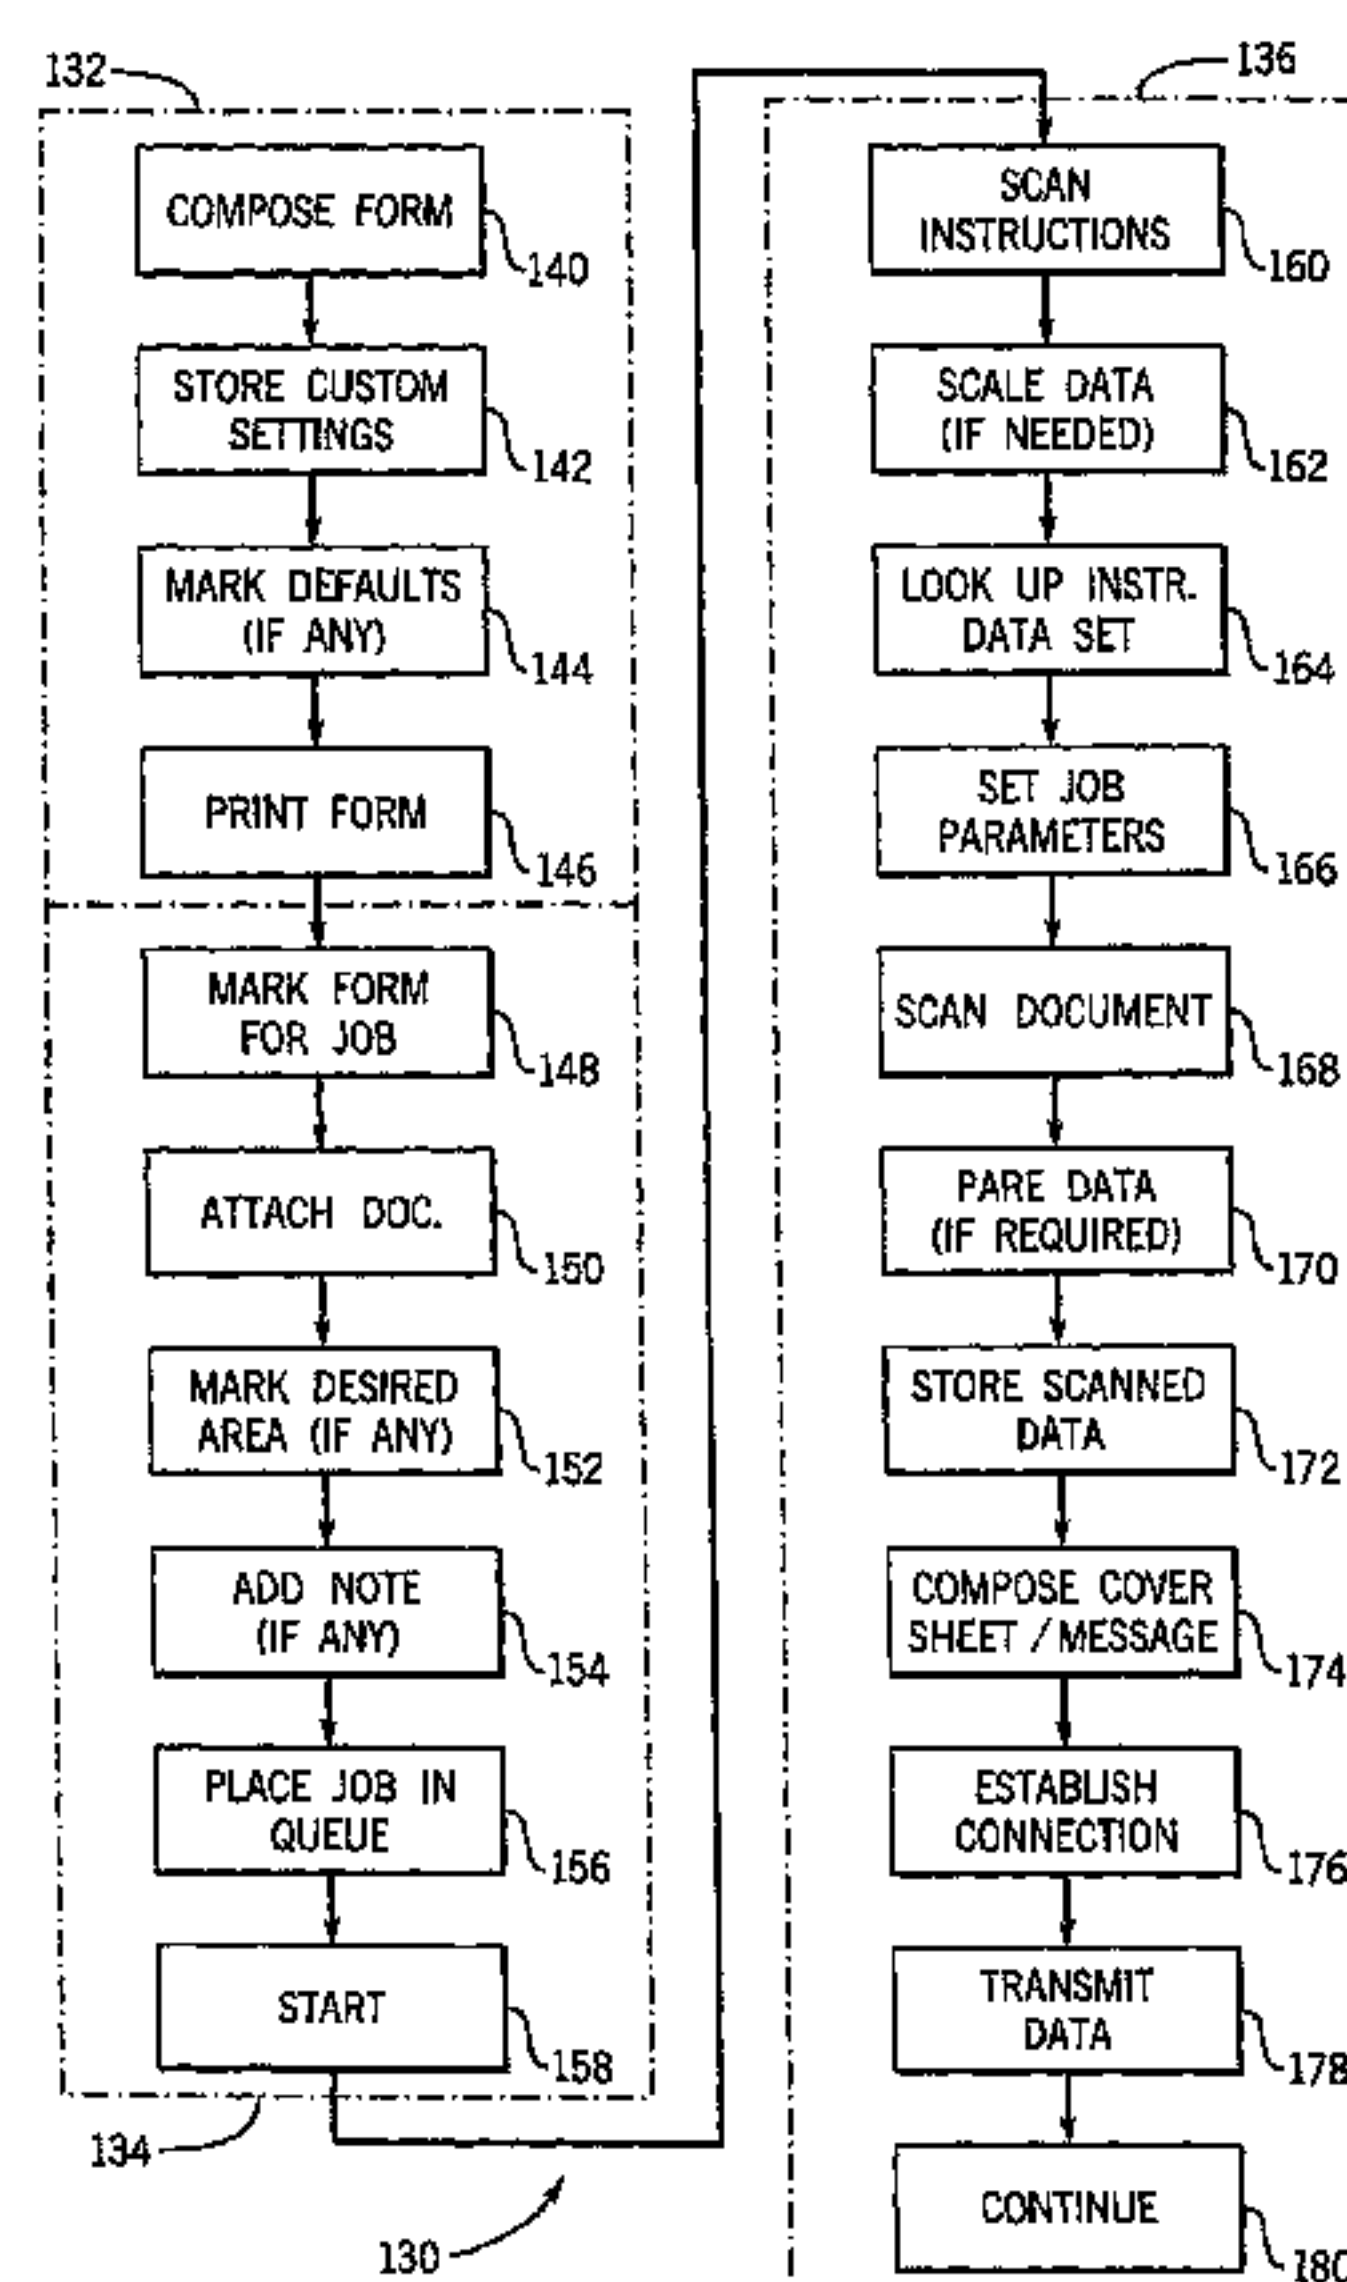 132
COMPOSE FORM
140
STORE CUSTOM
SETTINGS
142
MARK DEFAULTS
(IF ANY)
144
PRINT FORM
146
MARK FORM
FOR JOB
148
ATTACH DOC.
150
MARK DESIRED
AREA (IF ANY)
152
ADD NOTE
(IF ANY)
154
PLACE JOB IN
QUEUE
156
START
158
134
130
136
SCAN
INSTRUCTIONS
160
SCALE DATA
(IF NEEDED)
162
LOOK UP INSTR.
DATA SET
164
SET JOB
PARAMETERS
166
SCAN DOCUMENT
168
PARE DATA
(IF REQUIRED)
170
STORE SCANNED
DATA
172
COMPOSE COVER
SHEET / MESSAGE
174
ESTABLISH
CONNECTION
176
TRANSMIT
DATA
178
CONTINUE
180